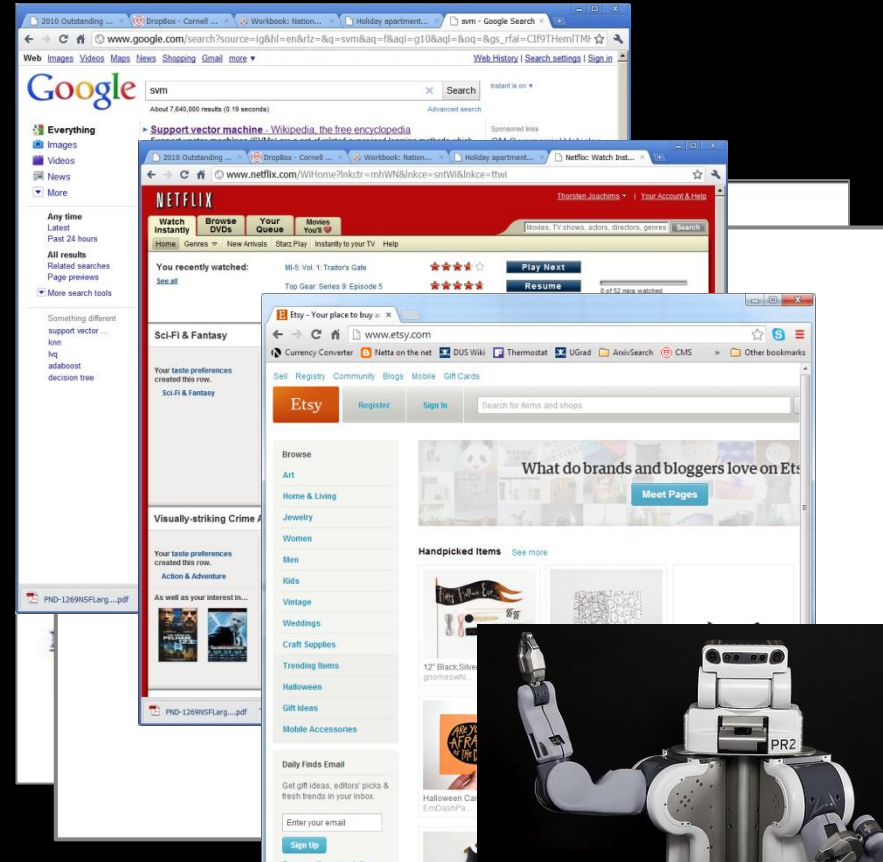 2010 Outstanding ...
DropBox - Cornell ...
Workbook: Nation...
Holiday apartment...
svm - Google Search
www.google.com/search?source=ig&hl=en&rlz=&q=svm&aq=f&aqi=g10&aql=&oq=&gs_rfai=
Web Images Videos Maps News Shopping Gmail more
Web History | Search settings | Sign in
Google
svm
Search
Instant is on
About 7,640,000 results (0.19 seconds)
Advanced search
Everything
Images
Videos
News
More
Support vector machine - Wikipedia, the free encyclopedia
Sponsored links
Any time
Latest
Past 24 hours
All results
Related searches
Page previews
More search tools
Something different
support vector ...
knn
lvq
adaboost
decision tree
PND-1269NSFLarg....pdf
2010 Outstanding ...
DropBox - Cornell ...
Workbook: Nation...
Holiday apartment...
Netflix: Watch Inst...
www.netflix.com/WiHome?lnkctr=mhWN&lnkce=sntWi&lnkce=ttwi
NETFLIX
Thorsten Joachims | Your Account & Help
Watch Instantly
Browse DVDs
Your Queue
Movies You'll
Movies, TV shows, actors, directors, genres
Search
Home Genres New Arrivals Starz Play Instantly to your TV Help
You recently watched:
See all
MI-5: Vol. 1: Traitor's Gate
Play Next
Top Gear: Series 9: Episode 5
Resume
0 of 52 mins watched
Sci-Fi & Fantasy
Your taste preferences
created this row.
Sci-Fi & Fantasy
Visually-striking Crime
Your taste preferences
created this row.
Action & Adventure
As well as your interest in...
PELHAM
123
PND-1269NSFLarg....pdf
Etsy - Your place to buy a
www.etsy.com
Currency Converter
Netta on the net
DUS Wiki
Thermostat
UGrad
AnivSearch
CMS
»
Other bookmarks
Sell Registry Community Blogs Mobile Gift Cards
Etsy
Register
Sign In
Search for items and shops
Browse
Art
Home & Living
Jewelry
Women
Men
Kids
Vintage
Weddings
Craft Supplies
Trending Items
Halloween
Gift Ideas
Mobile Accessories
Daily Finds Email
Get gift ideas, editors' picks &
fresh trends in your inbox.
Enter your email
Sign Up
What do brands and bloggers love on Ets
Meet Pages
Handpicked Items See more
12" Black,Silve
gnomeswhi...
Halloween Ca
EmDashPa...
PR2